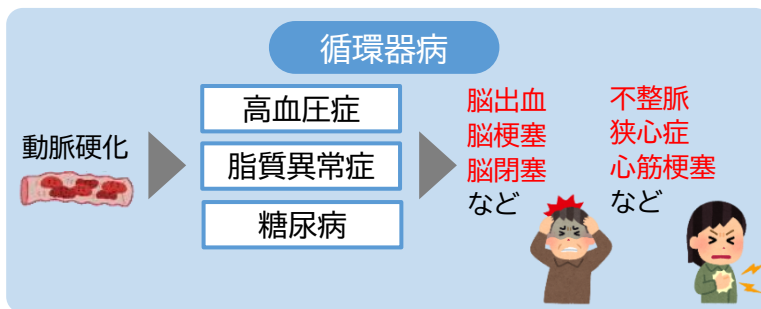 循環器病
動脈硬化
高血圧症
脂質異常症
糖尿病
脳出血
脳梗塞
脳閉塞
など
不整脈
狭心症
心筋梗塞
など